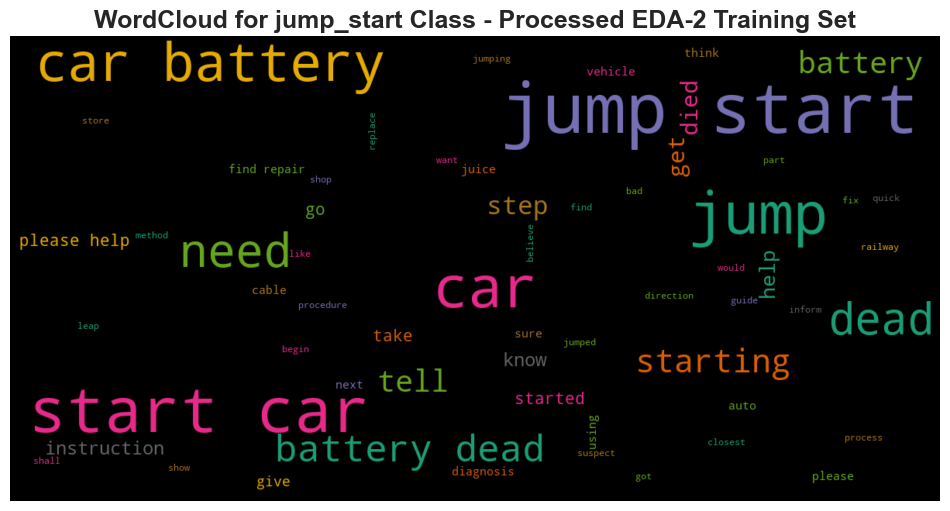 WordCloud for jump_start Class - Processed EDA-2 Training Set
car battery
jumping
think
battery
vehicle
jump start
died
store
replace
get
want
juice
part
find repair
shop
bad
fix
quick
go
step
find
jump
please help
method
need
like
believe
help
railway
would
cable
procedure
car
direction
guide
inform
dead
leap
take
sure
jumped
begin
know
starting
next
tell
start car
started
auto
using
instruction
battery dead
closest
process
shall
show
suspect
give
diagnosis
got
please